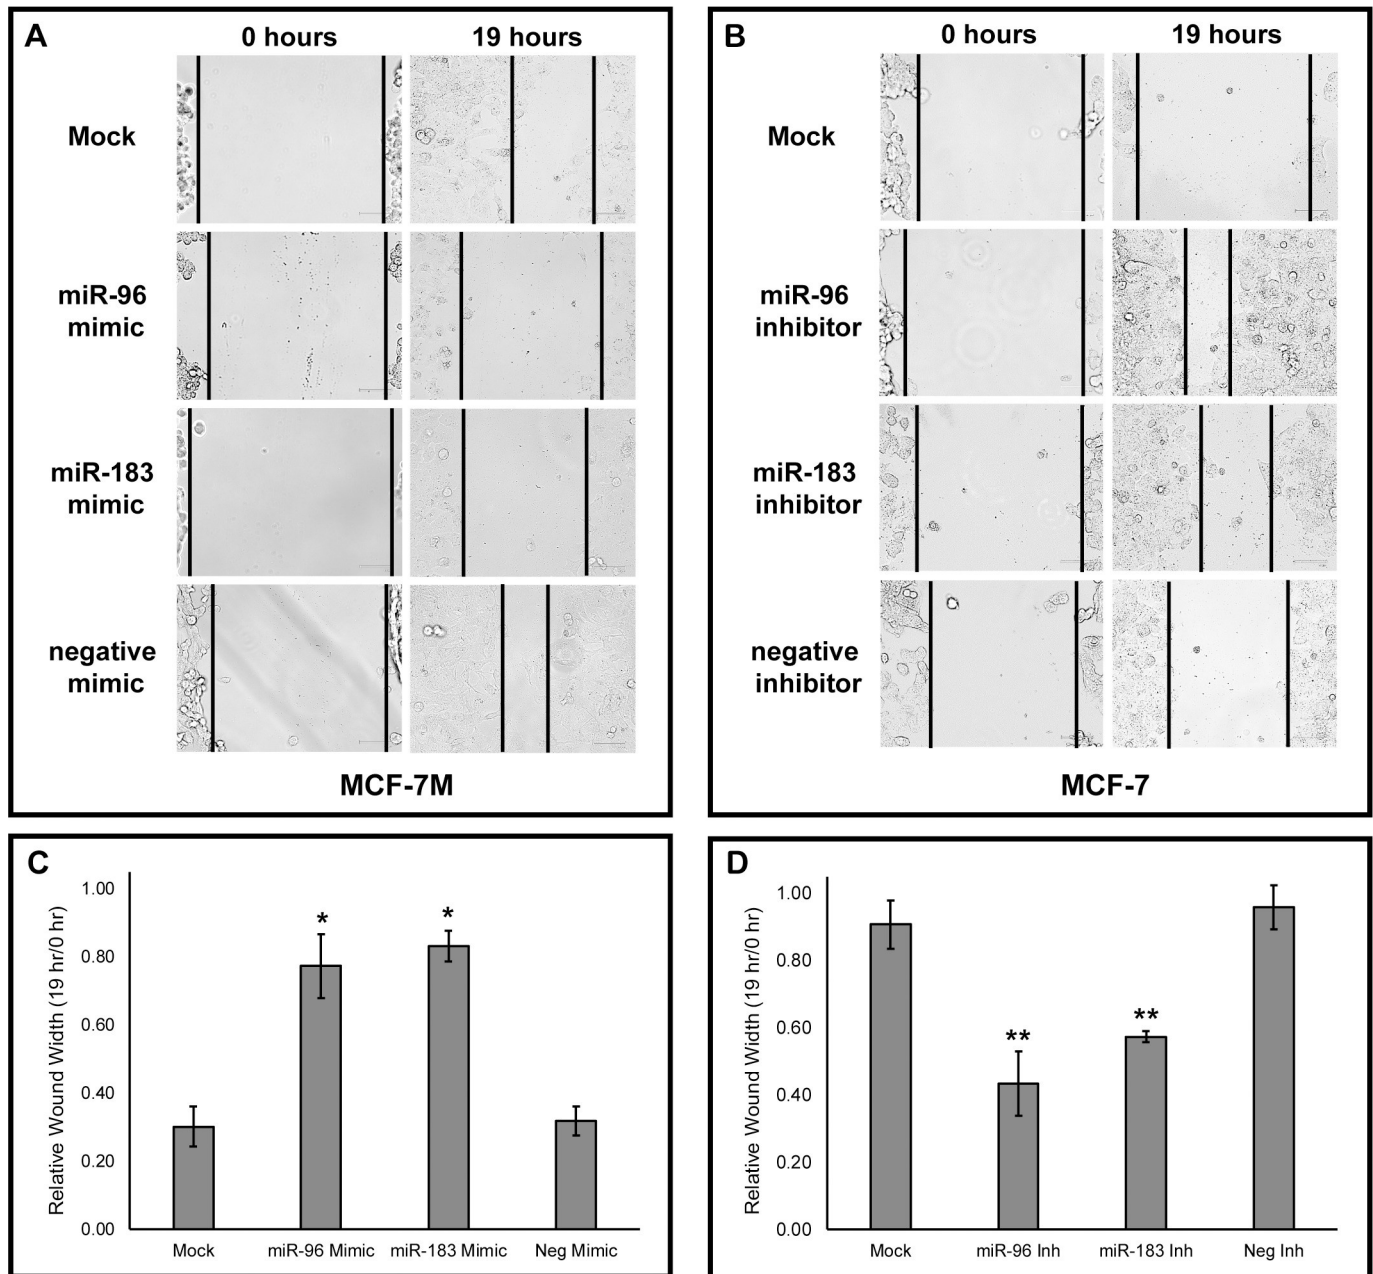 A
0 hours
19 hours
Mock
miR-96
mimic
miR-183
mimic
negative
mimic
MCF-7M
B
0 hours
19 hours
Mock
miR-96
inhibitor
miR-183
inhibitor
negative
inhibitor
MCF-7
C
Relative Wound Width (19 hr/0 hr)
1.00
0.80
0.60
0.40
0.20
0.00
*
*
Mock
miR-96 Mimic
miR-183 Mimic
Neg Mimic
D
Relative Wound Width (19 hr/0 hr)
1.00
0.80
0.60
0.40
0.20
0.00
**
**
Mock
miR-96 Inh
miR-183 Inh
Neg Inh